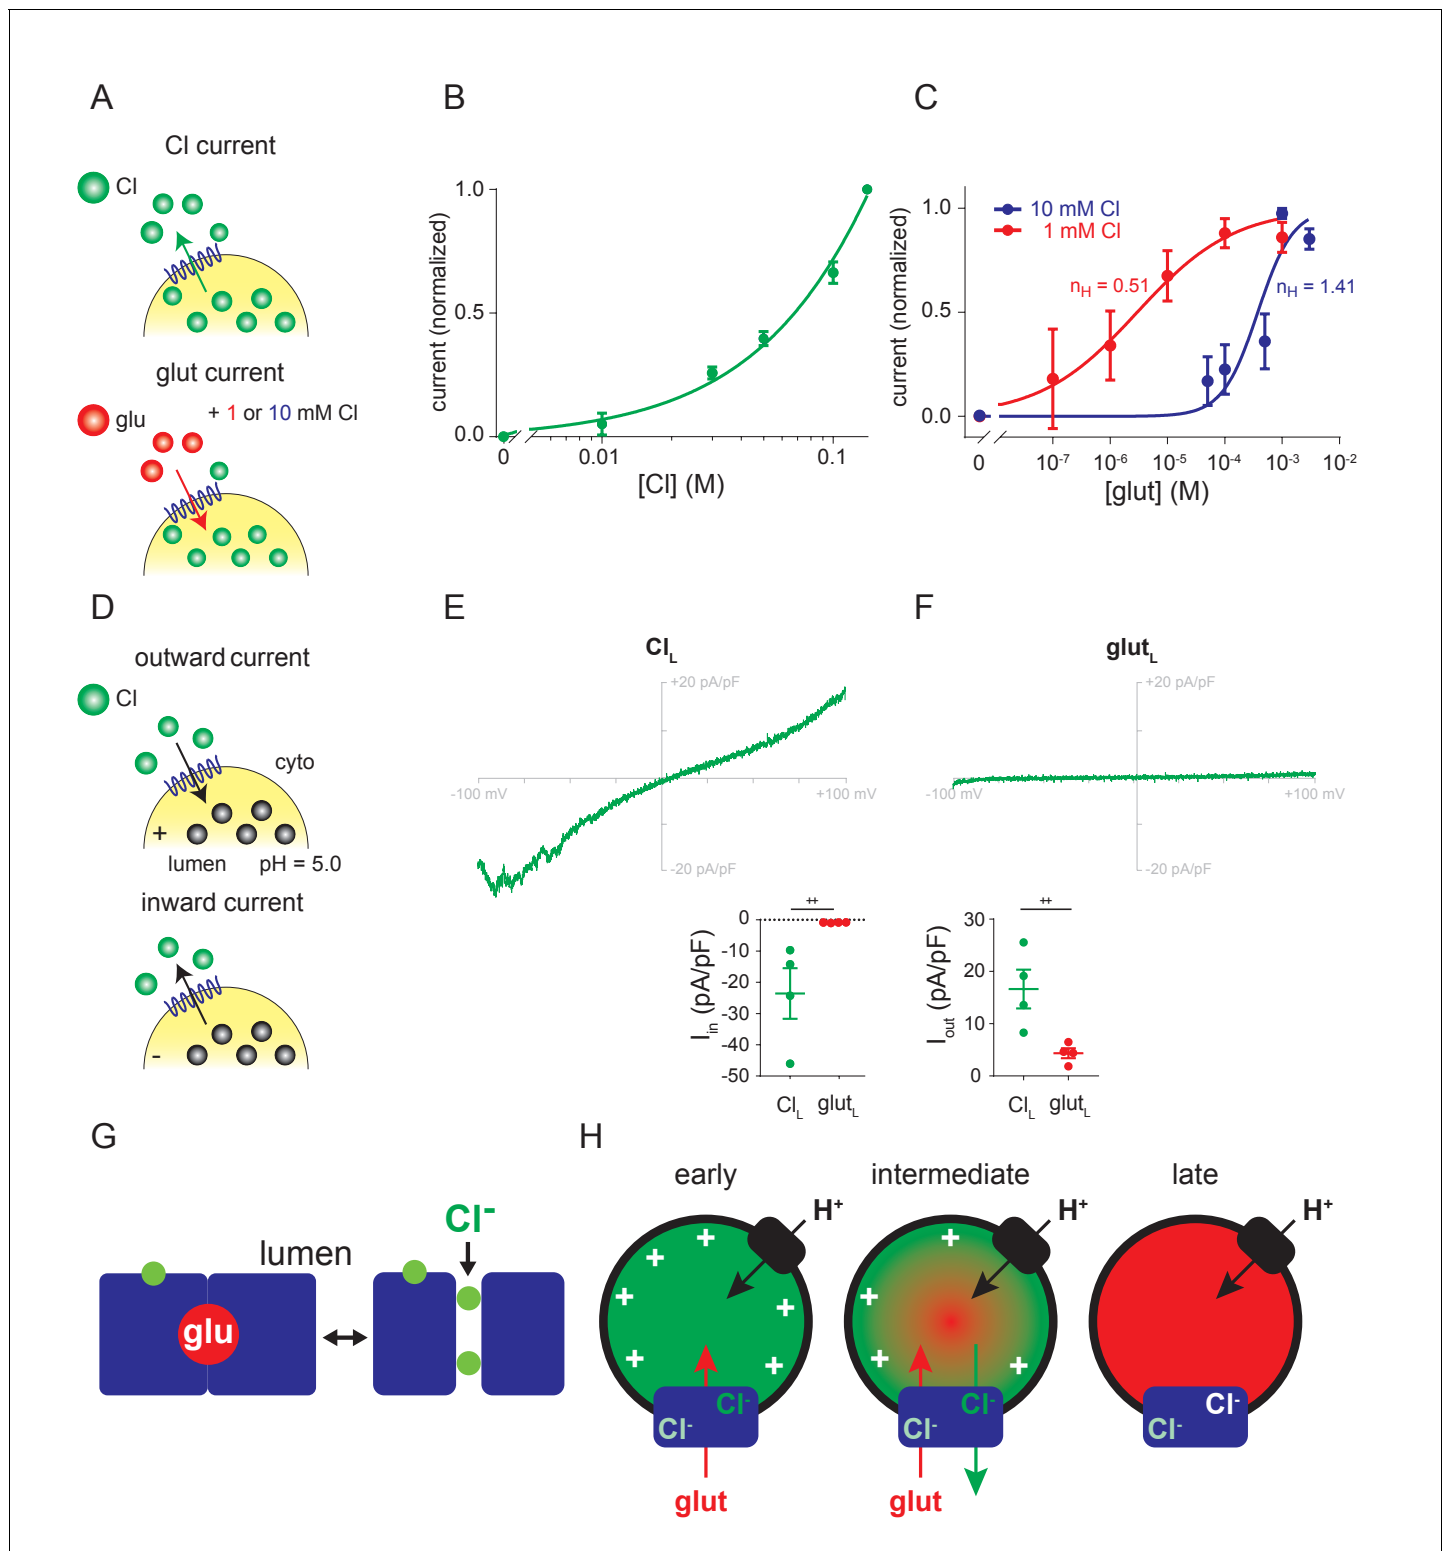 A
Cl current
Cl
glut current
+ 1 or 10 mM Cl
glu
B
current (normalized)
1.0
0.5
0.0
0
0.01
0.1
[Cl] (M)
C
current (normalized)
1.0
0.5
0.0
10 mM Cl
1 mM Cl
nH = 0.51
nH = 1.41
0
10-7
10-6
10-5
10-4
10-3
10-2
[glut] (M)
D
outward current
Cl
cyto
+
lumen
pH = 5.0
inward current
-
E
ClL
+20 pA/pF
-100 mV
+100 mV
-20 pA/pF
Iin (pA/pF)
0
-10
-20
-30
-40
-50
++
ClL
glutL
F
glutL
+20 pA/pF
-100 mV
+100 mV
-20 pA/pF
Iout (pA/pF)
30
20
10
0
++
ClL
glutL
G
lumen
Cl-
glu
H
early
H+
+ + + + + +
Cl-
Cl-
glut
intermediate
H+
+ + + +
Cl-
Cl-
glut
late
H+
Cl-
Cl-